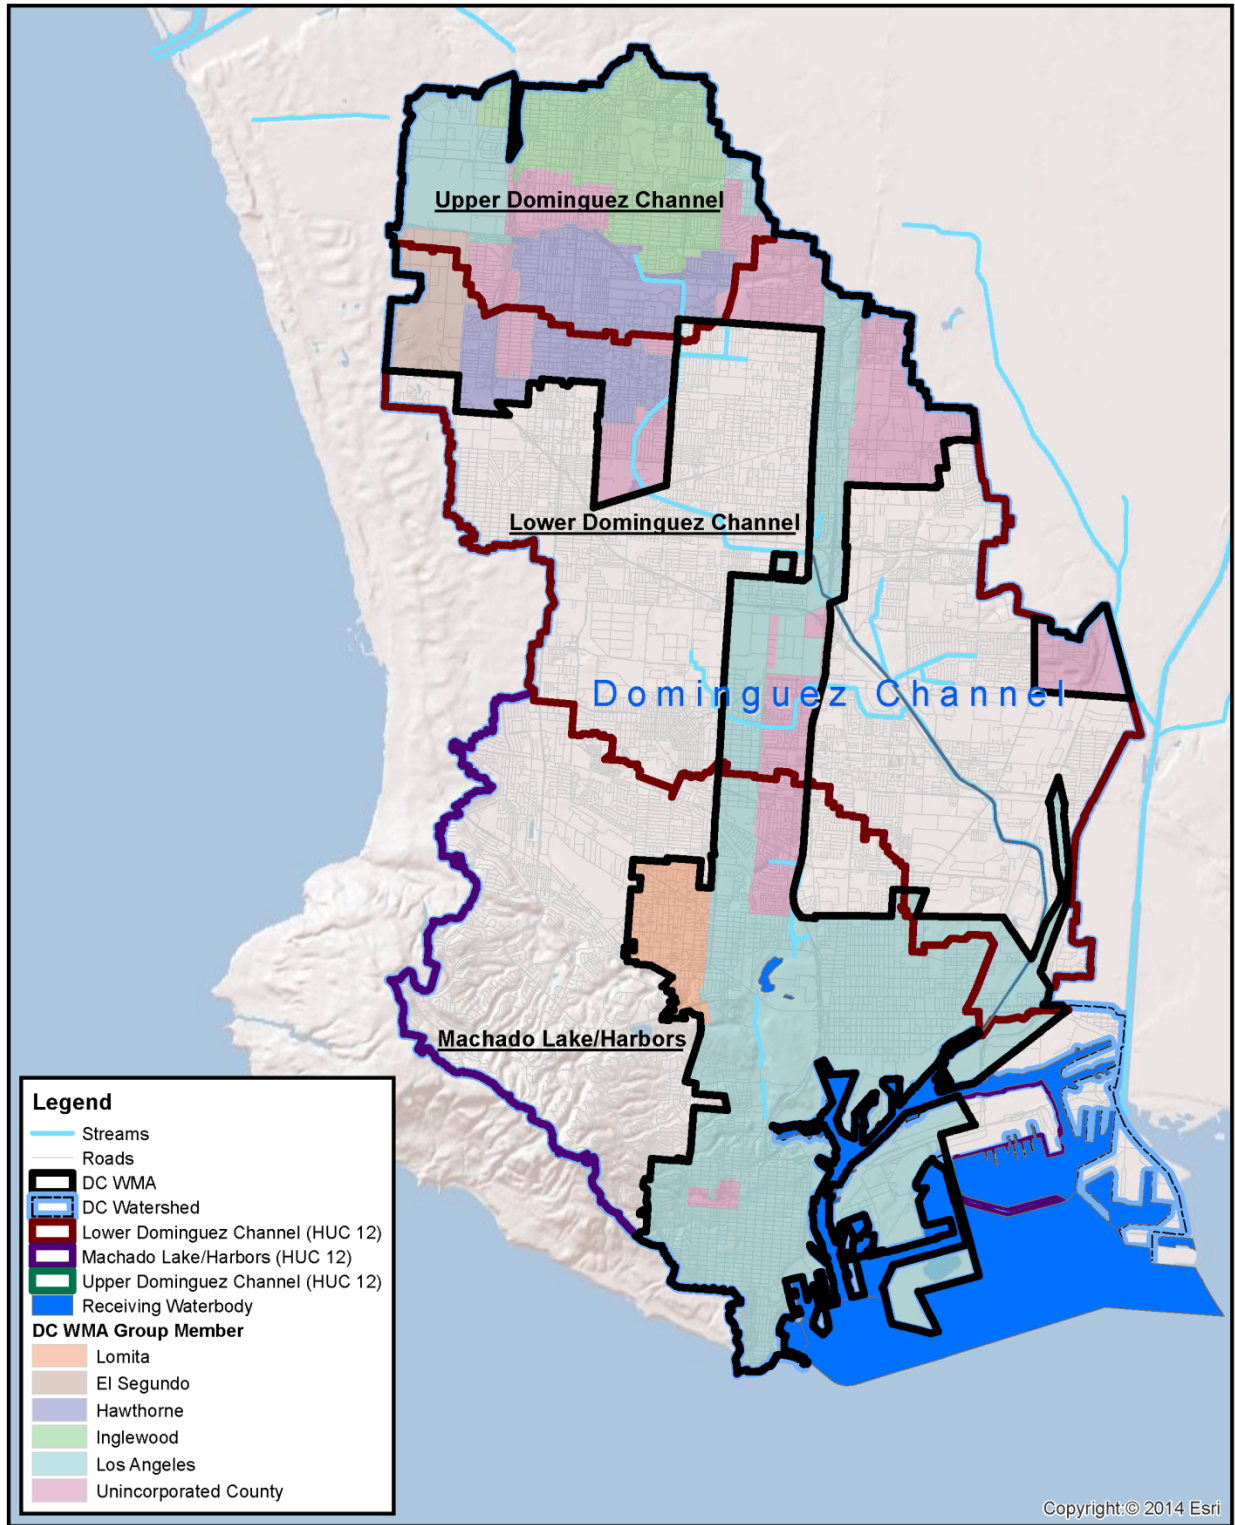 Upper Dominguez Channel
Lower Dominguez Channel
Dominguez Channel
Machado Lake/Harbors
Legend
Streams
Roads
DC WMA
DC Watershed
Lower Dominguez Channel (HUC 12)
Machado Lake/Harbors (HUC 12)
Upper Dominguez Channel (HUC 12)
Receiving Waterbody
DC WMA Group Member
Lomita
El Segundo
Hawthorne
Inglewood
Los Angeles
Unincorporated County
Copyright:© 2014 Esri